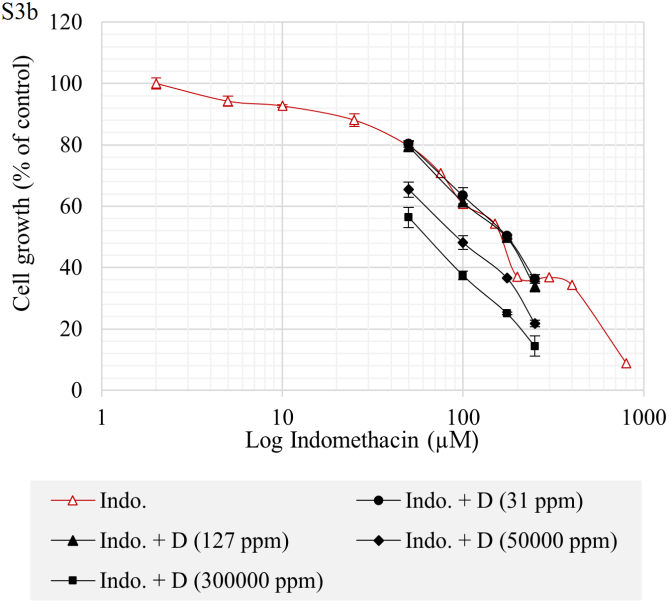 S3b
120
100
80
60
40
20
0
Cell growth (% of control)
1 10 100 1000
Log Indomethacin (µM)
Indo. Indo. + D (31 ppm)
Indo. + D (127 ppm) Indo. + D (50000 ppm)
Indo. + D (300000 ppm)